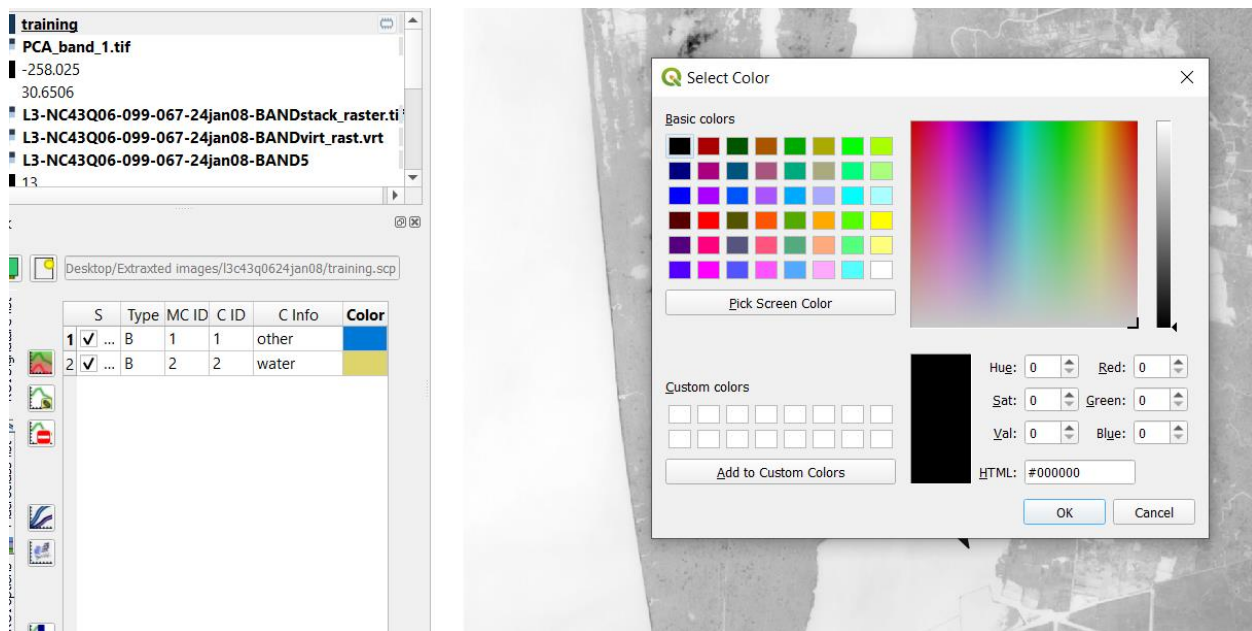 training
PCA_band_1.tif
-258.025
30.6506
L3-NC43Q06-099-067-24jan08-BANDstack_raster.ti
L3-NC43Q06-099-067-24jan08-BANDvirt_rast.vrt
L3-NC43Q06-099-067-24jan08-BAND5
13
Desktop/Extraxted images/l3c43q0624jan08/training.scp
S Type MC ID C ID C Info Color
1 ... B 1 1 other
2 ... B 2 2 water
Select Color
Basic colors
Pick Screen Color
Custom colors
Add to Custom Colors
Hue: 0 Red: 0
Sat: 0 Green: 0
Val: 0 Blue: 0
HTML: #000000
OK Cancel